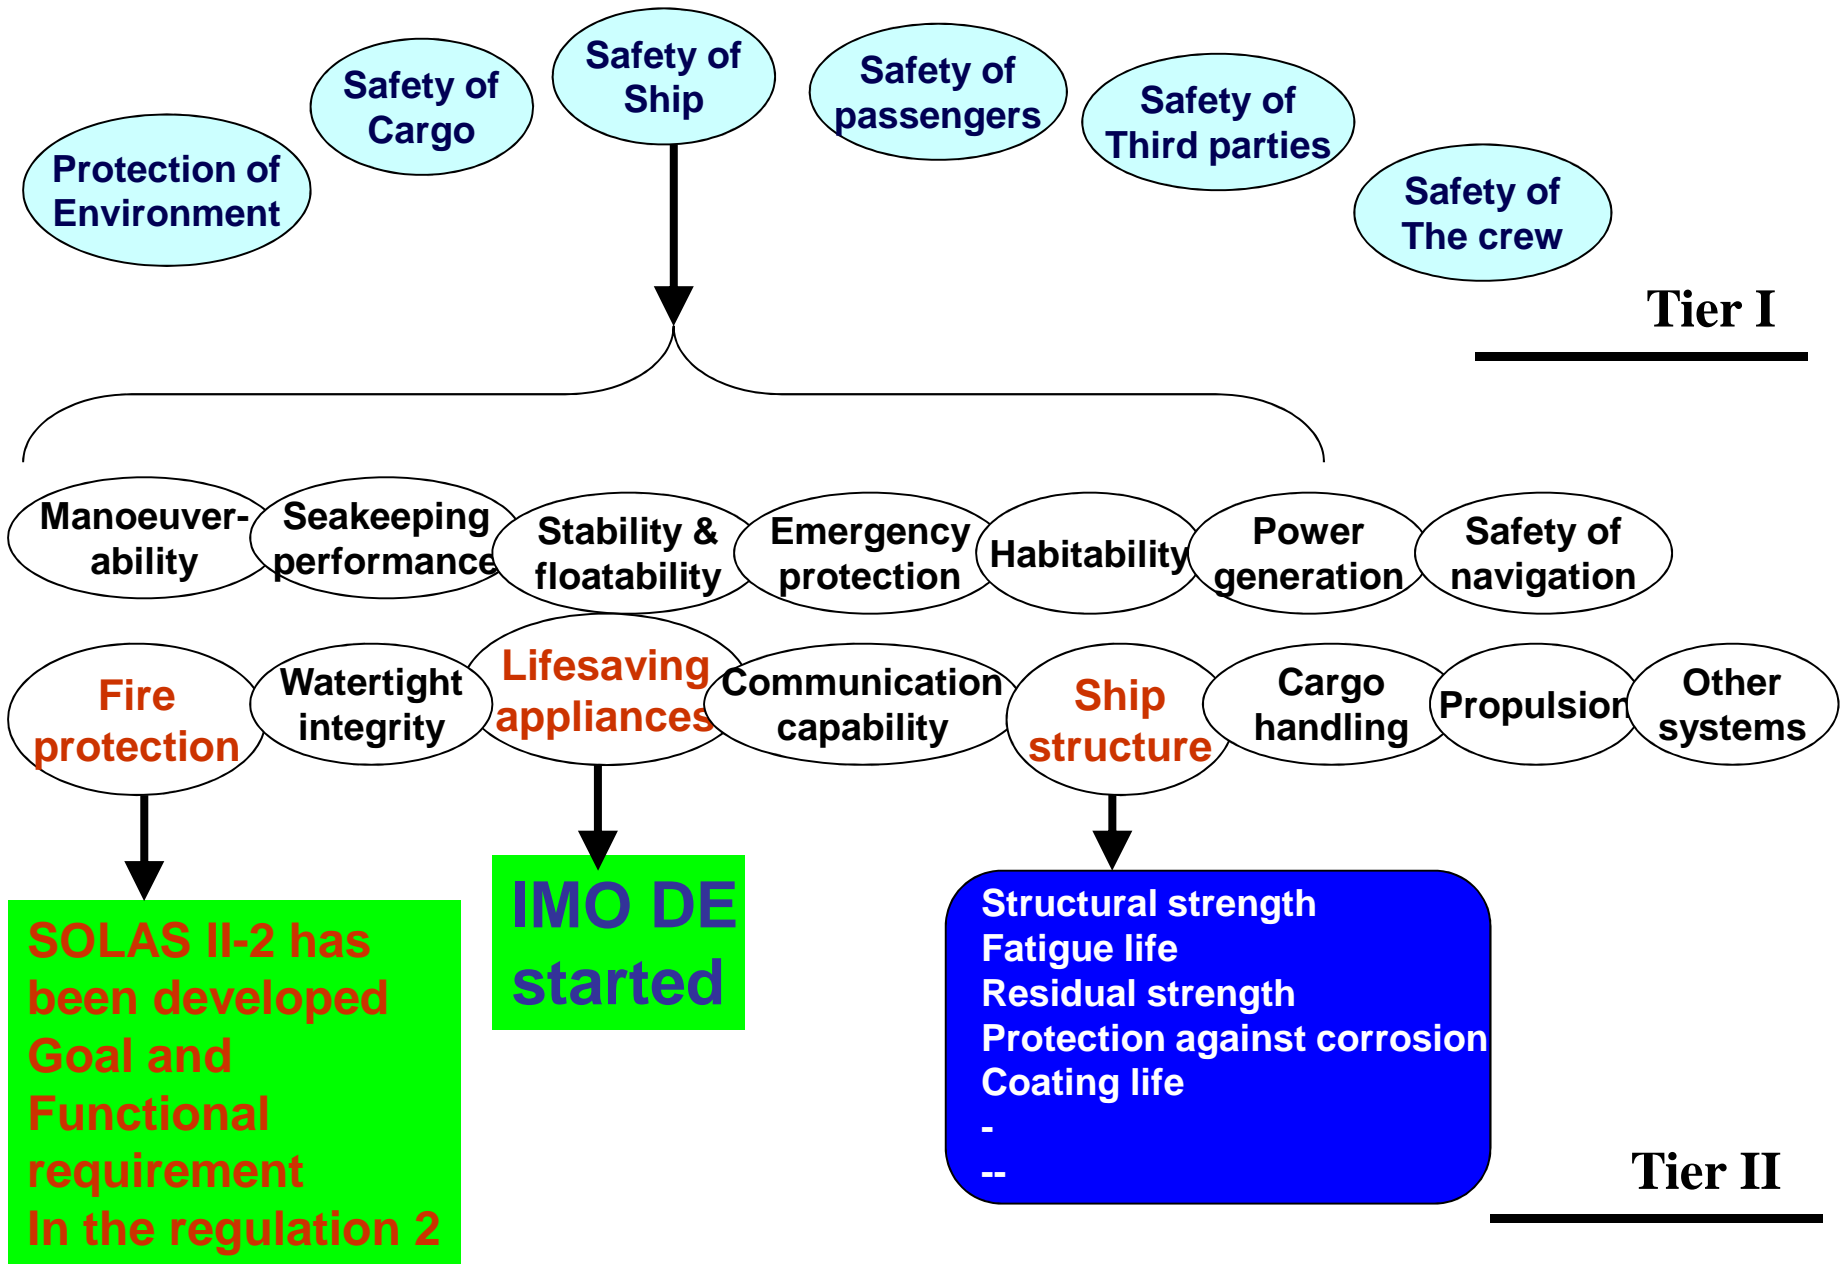 Protection of
Environment
Safety of
Cargo
Safety of
Ship
Safety of
passengers
Safety of
Third parties
Safety of
The crew
Tier I
Manoeuver-
ability
Seakeeping
performance
Stability &
floatability
Emergency
protection
Habitability
Power
generation
Safety of
navigation
Fire
protection
Watertight
integrity
Lifesaving
appliances
Communication
capability
Ship
structure
Cargo
handling
Propulsion
Other
systems
SOLAS II-2 has
been developed
Goal and
Functional
requirement
In the regulation 2
IMO DE
started
Structural strength
Fatigue life
Residual strength
Protection against corrosion
Coating life
-
--
Tier II